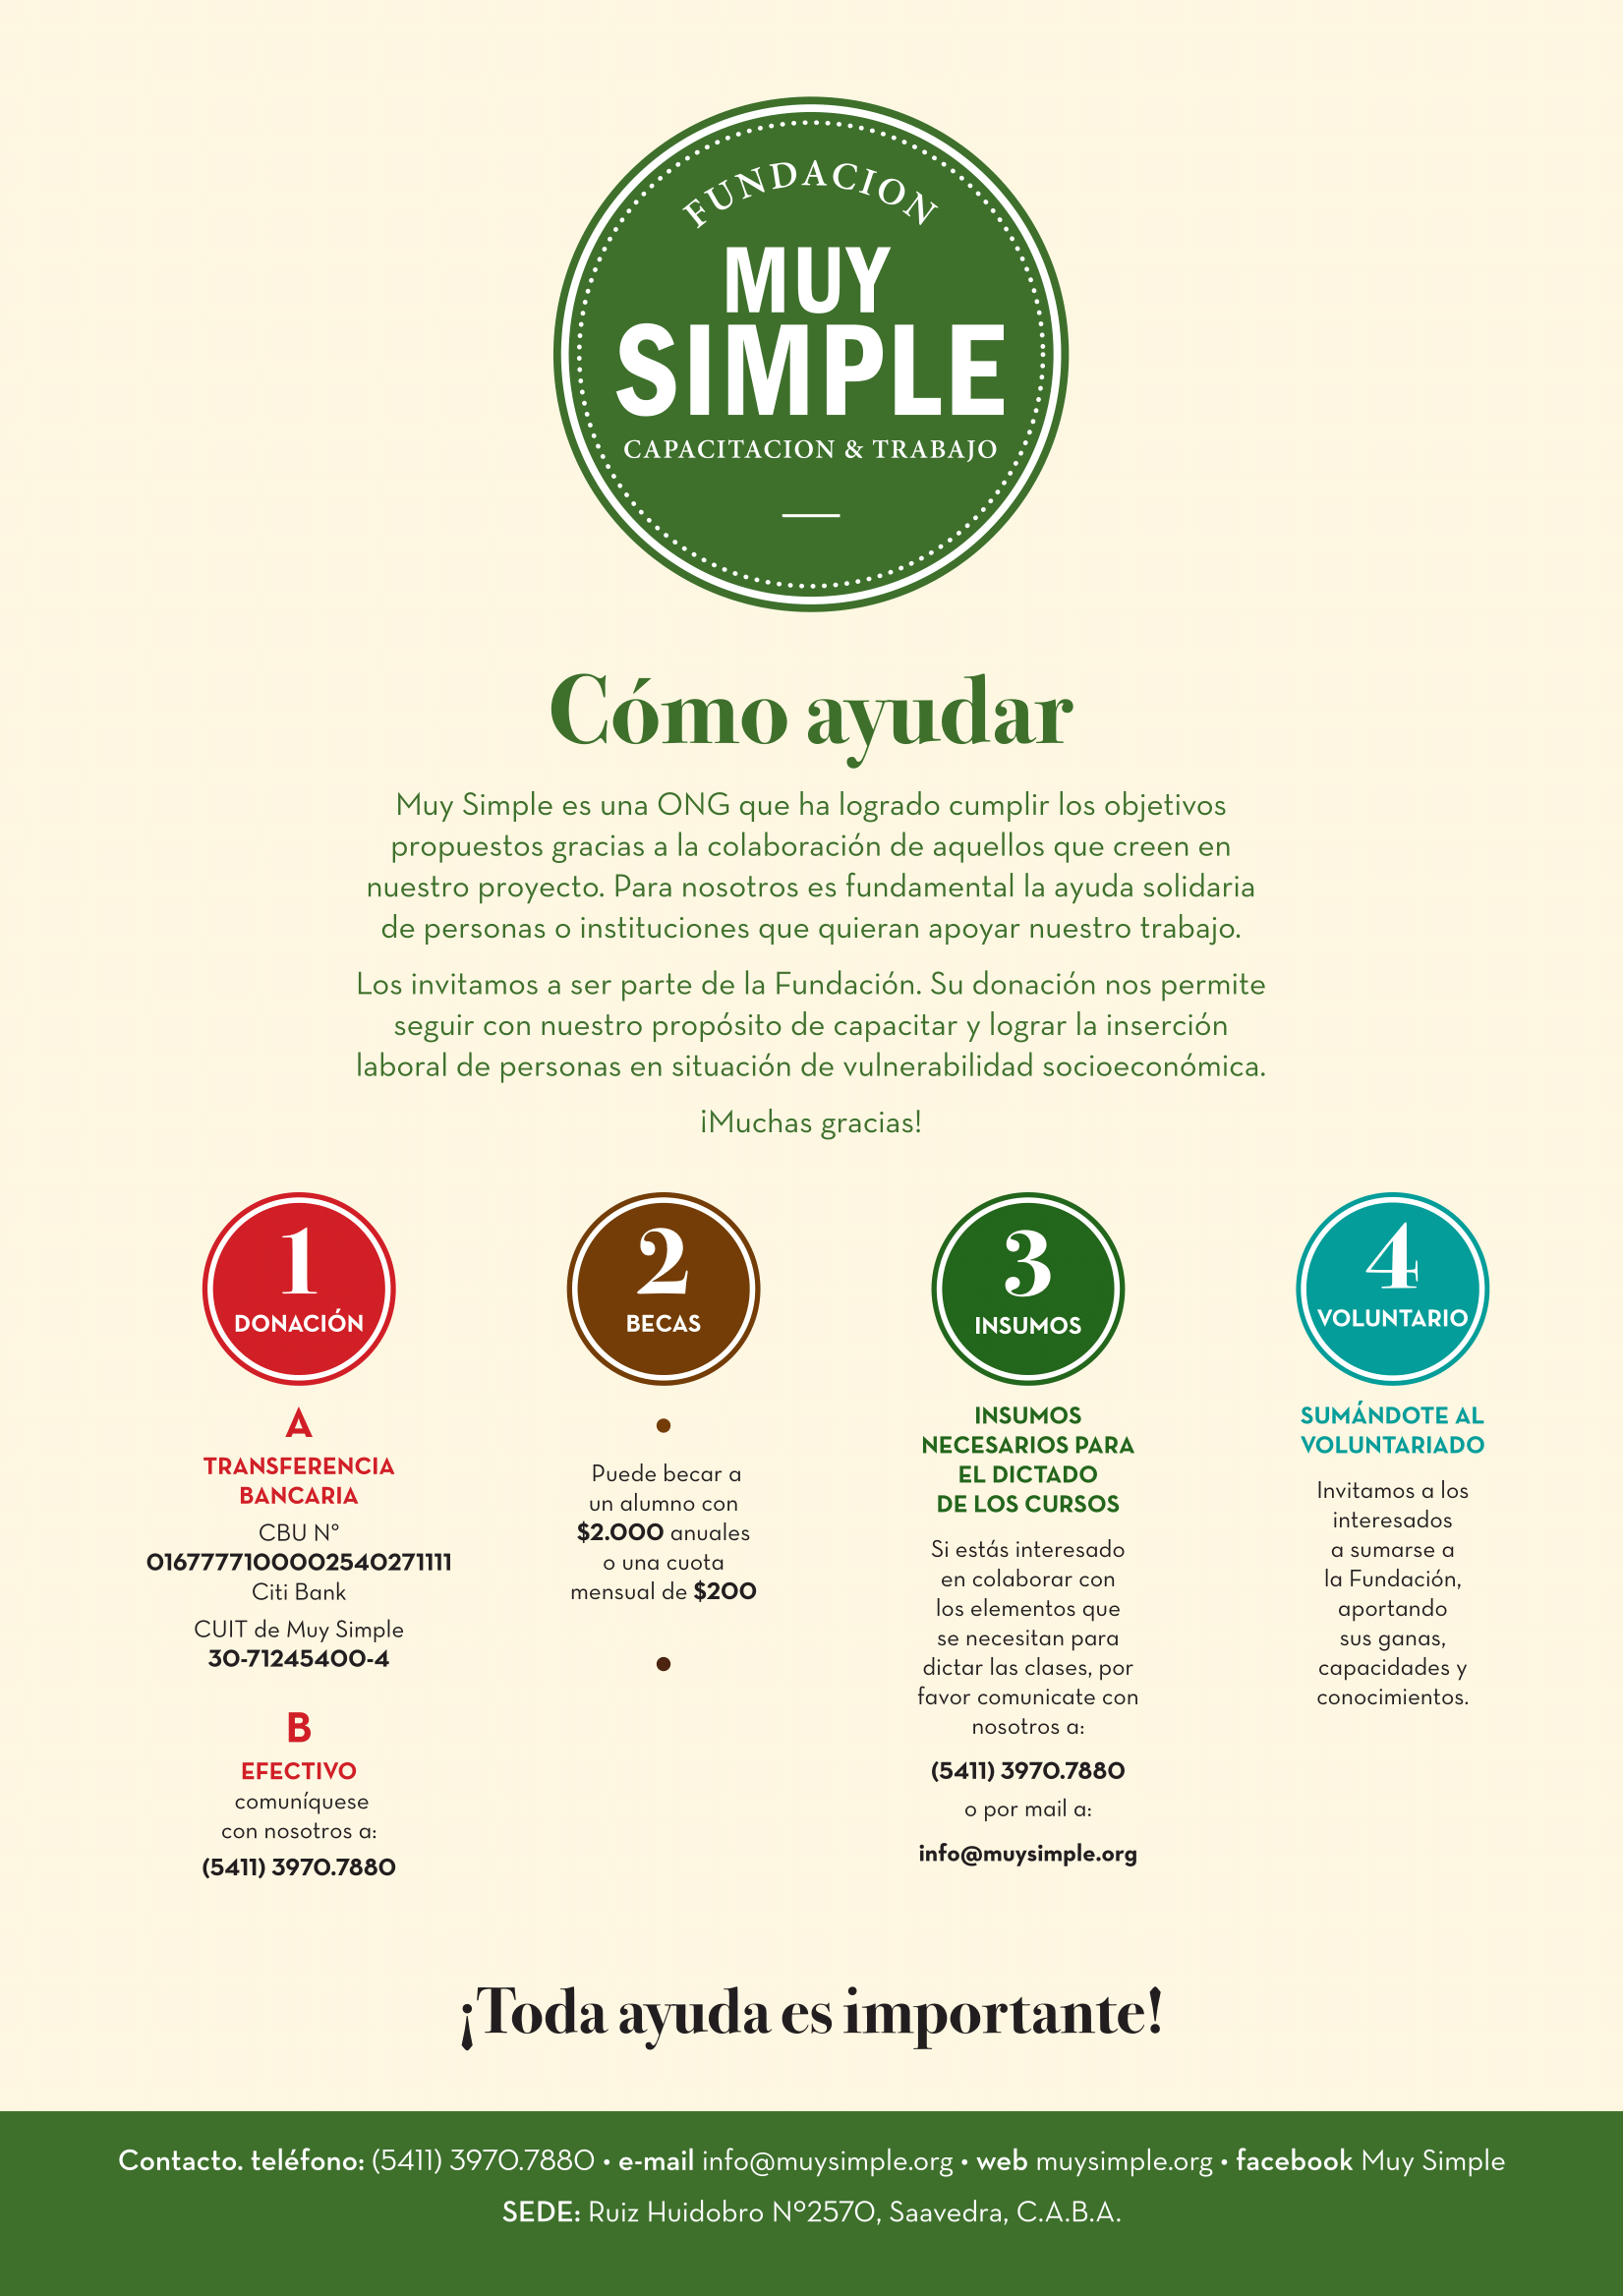 FUNDACION
MUY
SIMPLE
CAPACITACION & TRABAJO
Cómo ayudar
Muy Simple es una ONG que ha logrado cumplir los objetivos
propuestos gracias a la colaboración de aquellos que creen en
nuestro proyecto. Para nosotros es fundamental la ayuda solidaria
de personas o instituciones que quieran apoyar nuestro trabajo.
Los invitamos a ser parte de la Fundación. Su donación nos permite
seguir con nuestro propósito de capacitar y lograr la inserción
laboral de personas en situación de vulnerabilidad socioeconómica.
¡Muchas gracias!
1
DONACIÓN
A
TRANSFERENCIA
BANCARIA
CBU Nº
0167777100002540271111
Citi Bank
CUIT de Muy Simple
30-71245400-4
B
EFECTIVO
comuníquese
con nosotros a:
(5411) 3970.7880
2
BECAS
Puede becar a
un alumno con
$2.000 anuales
o una cuota
mensual de $200
3
INSUMOS
INSUMOS
NECESARIOS PARA
EL DICTADO
DE LOS CURSOS
Si estás interesado
en colaborar con
los elementos que
se necesitan para
dictar las clases, por
favor comunicate con
nosotros a:
(5411) 3970.7880
o por mail a:
info@muysimple.org
4
VOLUNTARIO
SUMÁNDOTE AL
VOLUNTARIADO
Invitamos a los
interesados
a sumarse a
la Fundación,
aportando
sus ganas,
capacidades y
conocimientos.
¡Toda ayuda es importante!
Contacto. teléfono: (5411) 3970.7880 • e-mail info@muysimple.org • web muysimple.org • facebook Muy Simple
SEDE: Ruiz Huidobro Nº2570, Saavedra, C.A.B.A.